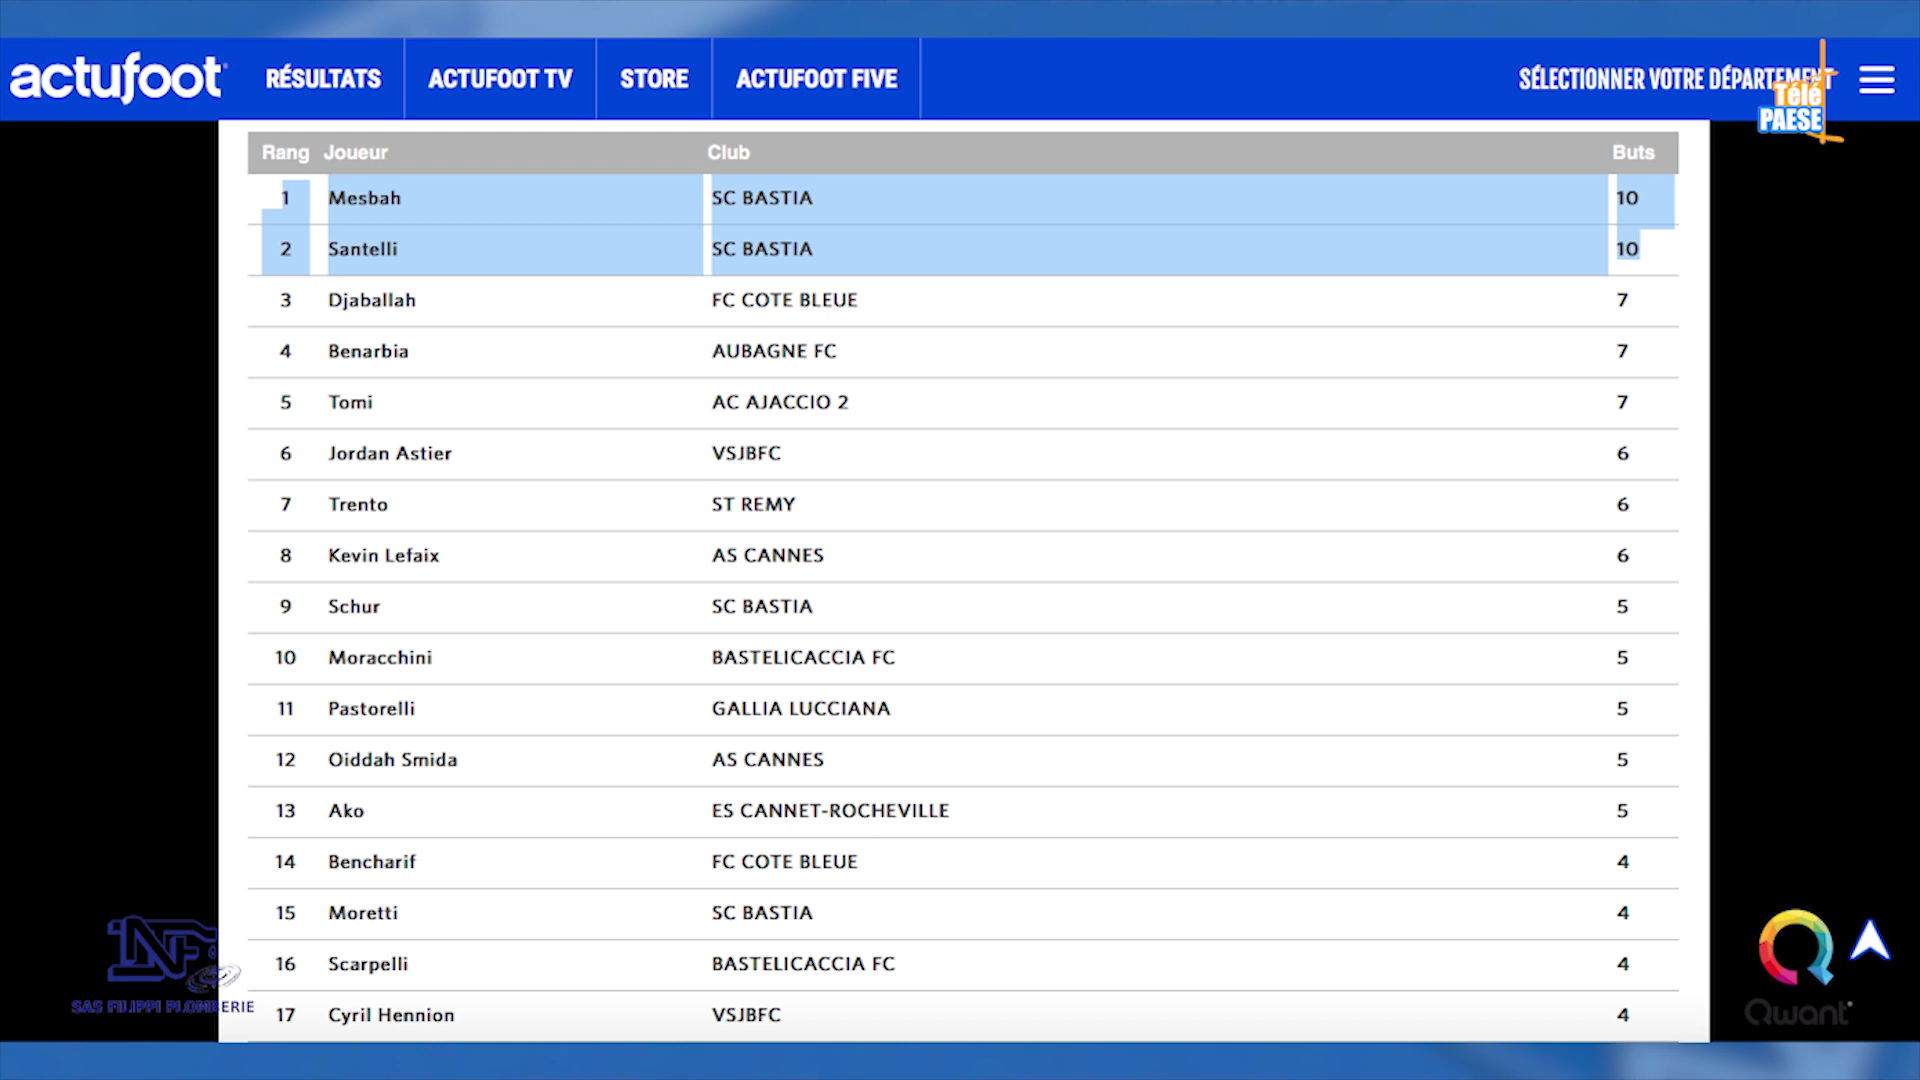 actufoot RÉSULTATS ACTUFOOT TV STORE ACTUFOOT FIVE SÉLECTIONNER VOTRE DÉPARTEMENT
Télé
PAESE
Rang Joueur Club Buts
1 Mesbah SC BASTIA 10
2 Santelli SC BASTIA 10
3 Djaballah FC COTE BLEUE 7
4 Benarbia AUBAGNE FC 7
5 Tomi AC AJACCIO 2 7
6 Jordan Astier VSJBFC 6
7 Trento ST REMY 6
8 Kevin Lefaix AS CANNES 6
9 Schur SC BASTIA 5
10 Moracchini BASTELICACCIA FC 5
11 Pastorelli GALLIA LUCCIANA 5
12 Oiddah Smida AS CANNES 5
13 Ako ES CANNET-ROCHEVILLE 5
14 Bencharif FC COTE BLEUE 4
15 Moretti SC BASTIA 4
16 Scarpelli BASTELICACCIA FC 4
17 Cyril Hennion VSJBFC 4
NF
SAS FILIPPI PLOMBERIE
Qwant